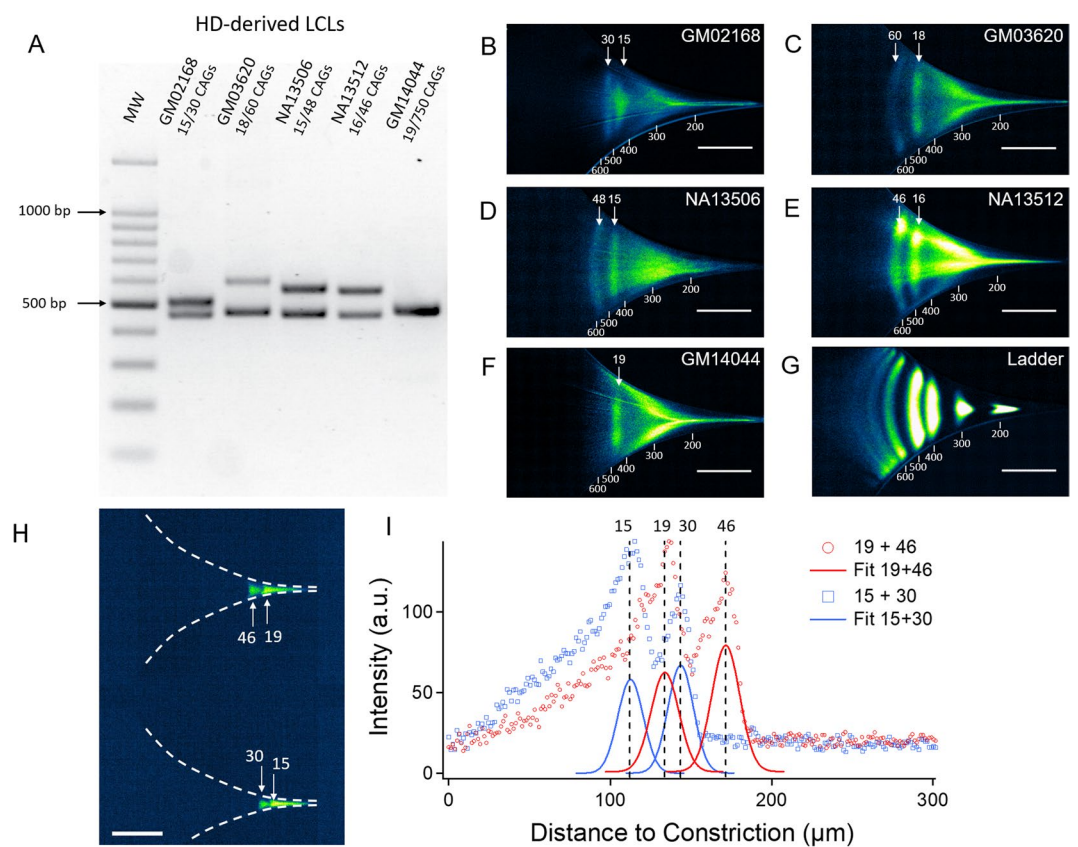 HD-derived LCLs
A
MW
GM02168
15/30 CAGs
GM03620
18/60 CAGs
NA13506
15/48 CAGs
NA13512
16/46 CAGs
GM14044
19/750 CAGs
1000 bp
500 bp
B
GM02168
30 15
200
300
400
500
600
C
GM03620
60 18
200
300
400
500
600
D
NA13506
48 15
200
300
400
500
600
E
NA13512
46 16
200
300
400
500
600
F
GM14044
19
200
300
400
500
600
G
Ladder
200
300
400
500
600
H
46 19
30 15
I
15 19 30 46
19 + 46
Fit 19+46
15 + 30
Fit 15+30
Intensity (a.u.)
100
50
0
0 100 200 300
Distance to Constriction (µm)